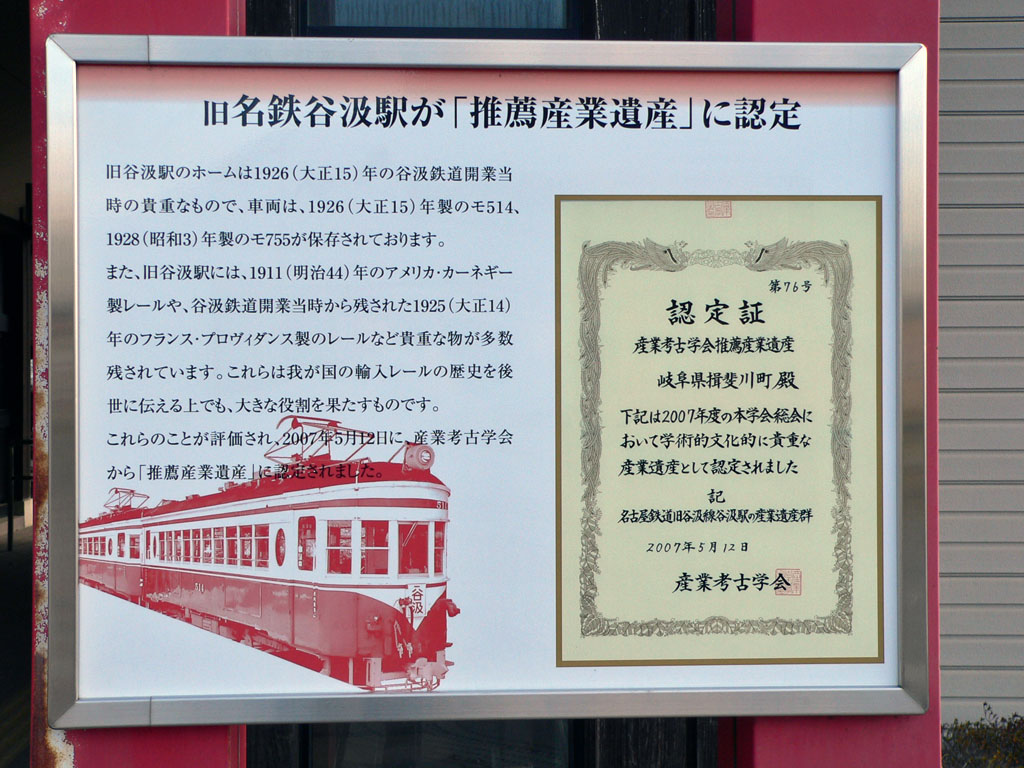 旧名鉄谷汲駅が「推薦産業遺産」に認定
旧谷汲駅のホームは1926(大正15)年の谷汲鉄道開業当
時の貴重なもので、車両は、1926(大正15)年製のモ514、
1928(昭和3)年製のモ755が保存されております。
また、旧谷汲駅には、1911(明治44)年のアメリカ・カーネギー
製レールや、谷汲鉄道開業当時から残された1925(大正14)
年のフランス・プロヴィダンス製のレールなど貴重な物が多数
残されています。これらは我が国の輸入レールの歴史を後
世に伝える上でも、大きな役割を果たすものです。
これらのことが評価され、2007年5月12日に、産業考古学会
から「推薦産業遺産」に認定されました。
511
511
谷汲
第76号
認定証
産業考古学会推薦産業遺産
岐阜県揖斐川町殿
下記は2007年度の本学会総会に
おいて学術的文化的に貴重な
産業遺産として認定されました
記
名古屋鉄道旧谷汲線谷汲駅の産業遺産群
2007年5月12日
産業考古学会